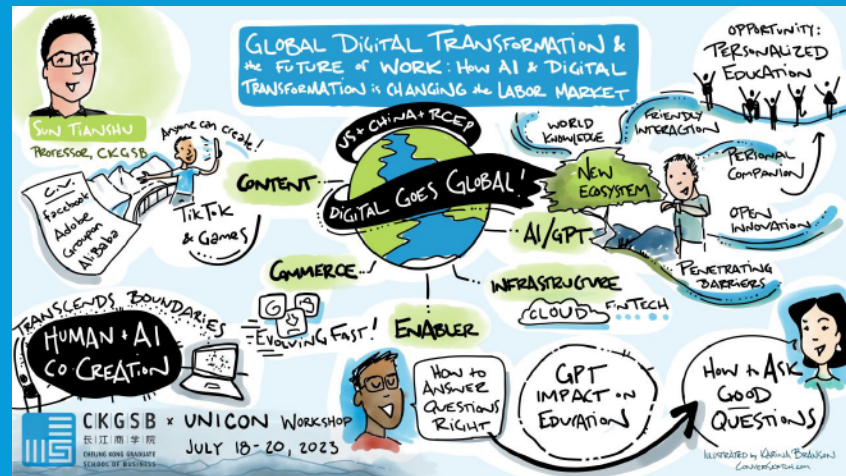 GLOBAL DIGITAL TRANSFORMATION &
the FUTURE of WORK: HOW AI & DIGITAL
TRANSFORMATION is CHANGING the LABOR MARKET
SUN TIANSHU
PROFESSOR, CKGSB
C.V.
Facebook
Adobe
Groupon
AliBaba
Anyone can create!
TikTok
& GAMES
CONTENT
US + CHINA + RCEP
DIGITAL GOES GLOBAL!
COMMERCE
EVOLVING FAST!
ENABLER
INFRASTRUCTURE
CLOUD
FINTECH
AI/GPT
NEW
ECOSYSTEM
WORLD
KNOWLEDGE
FRIENDLY
INTERACTION
OPPORTUNITY:
PERSONALIZED
EDUCATION
PERSONAL
COMPANION
OPEN
INNOVATION
PENETRATING
BARRIERS
TRANSCENDS BOUNDARIES
HUMAN + AI
CO-CREATION
HOW TO
ANSWER
QUESTIONS
RIGHT
GPT
IMPACT ON
EDUCATION
HOW to ASK
GOOD
QUESTIONS
CKGSB
长江商学院
CHEUNG KONG GRADUATE
SCHOOL OF BUSINESS
x UNICON WORKSHOP
JULY 18-20, 2023
ILLUSTRATED by KARINA BRANSON
CONVERSKETCH.com